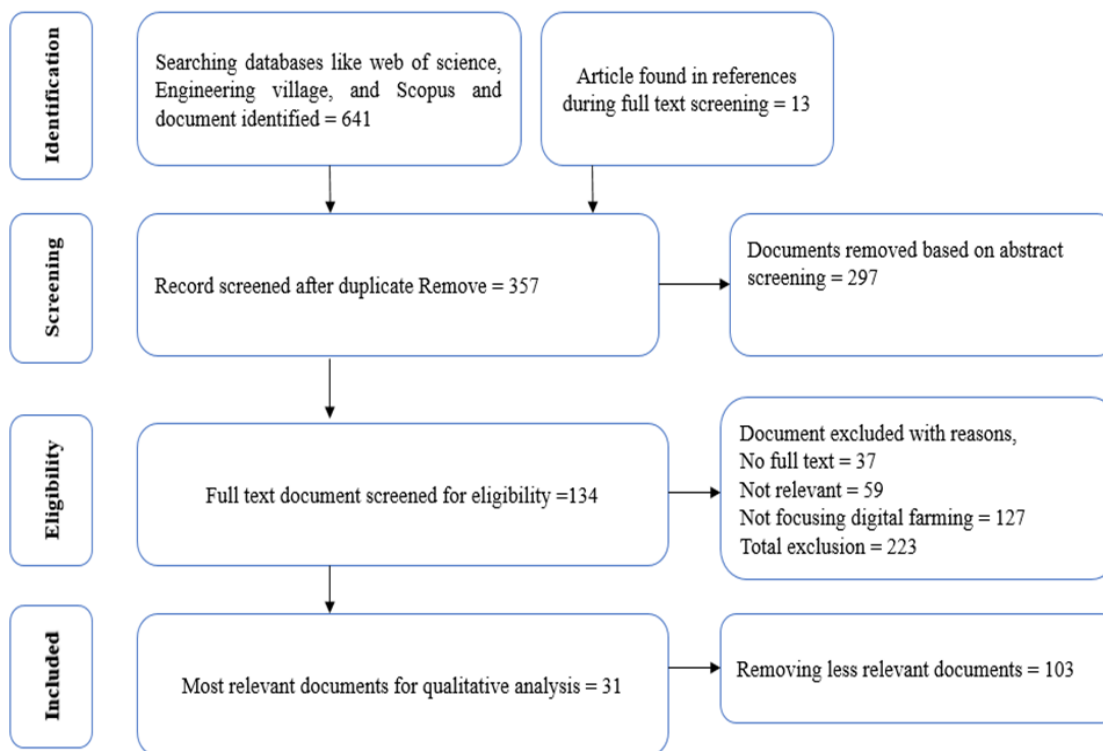 Identification
Searching databases like web of science,
Engineering village, and Scopus and
document identified = 641
Article found in references
during full text screening = 13
Screening
Record screened after duplicate Remove = 357
Documents removed based on abstract
screening = 297
Eligibility
Full text document screened for eligibility =134
Document excluded with reasons,
No full text = 37
Not relevant = 59
Not focusing digital farming = 127
Total exclusion = 223
Included
Most relevant documents for qualitative analysis = 31
Removing less relevant documents = 103